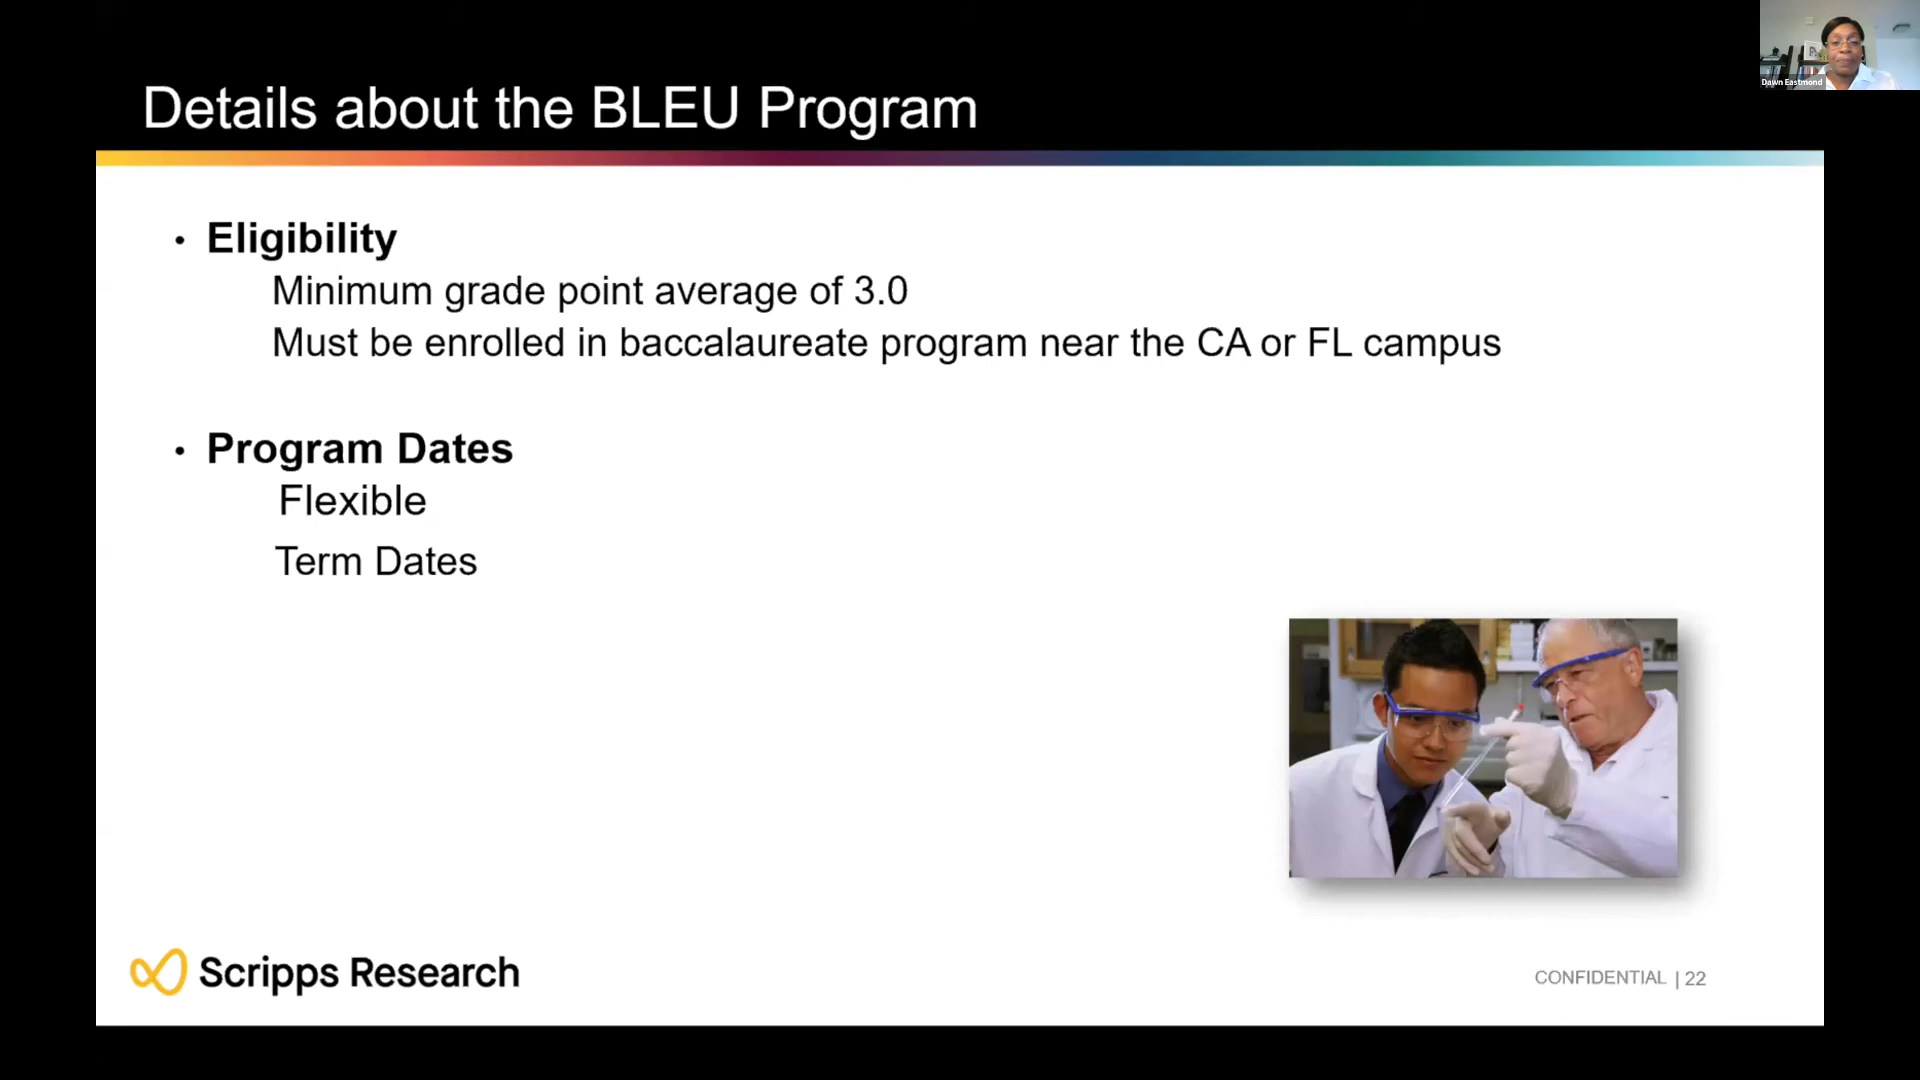 Dawn Eastmond
Details about the BLEU Program
• Eligibility
Minimum grade point average of 3.0
Must be enrolled in baccalaureate program near the CA or FL campus
• Program Dates
Flexible
Term Dates
Scripps Research
CONFIDENTIAL | 22